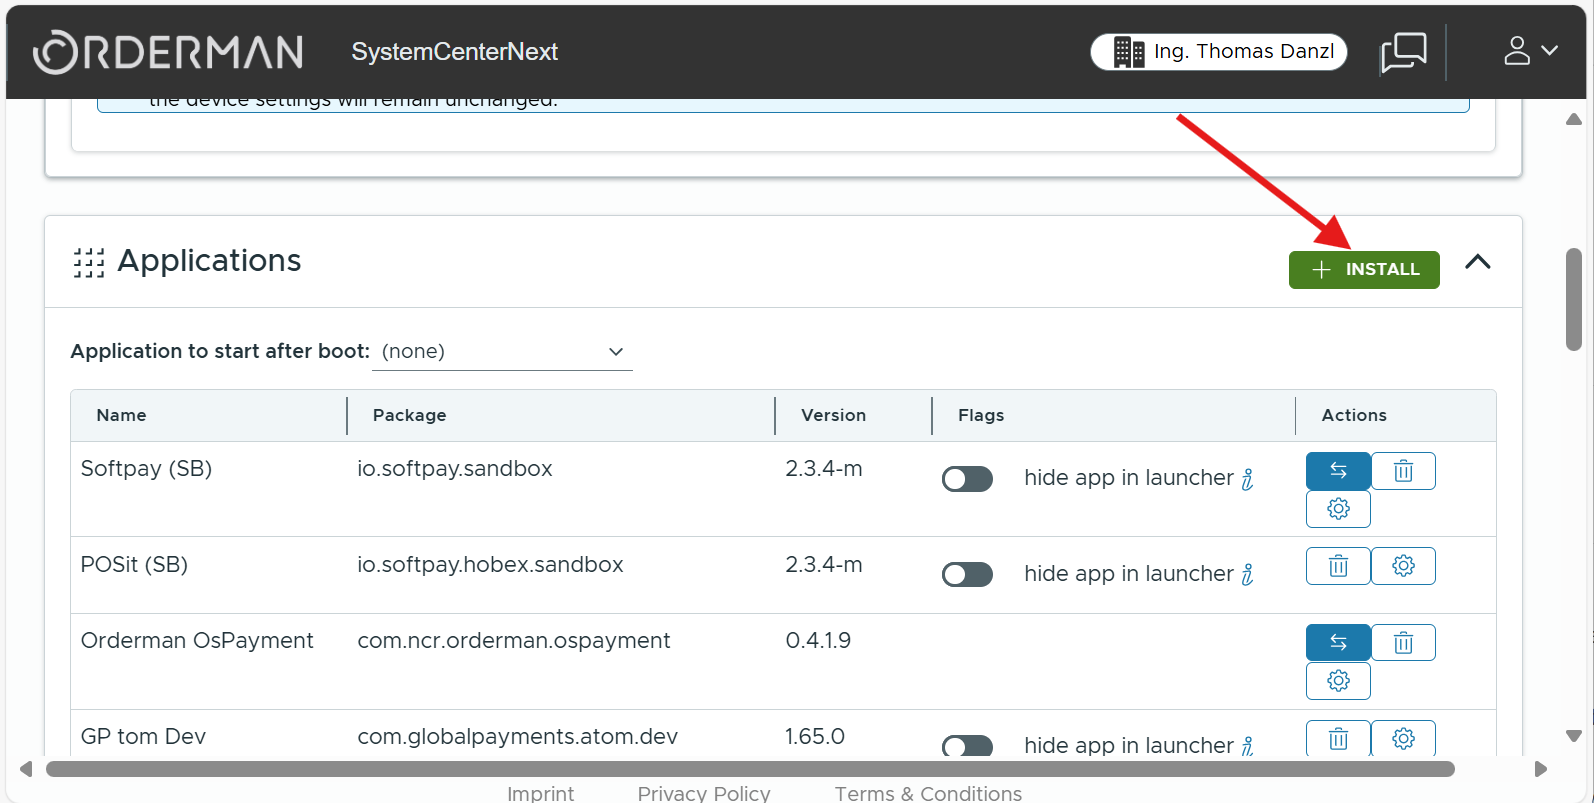 ORDERMAN SystemCenterNext Ing. Thomas Danzl
the device settings will remain unchanged.
Applications
INSTALL
Application to start after boot: (none)
Name Package Version Flags Actions
Softpay (SB) io.softpay.sandbox 2.3.4-m hide app in launcher i
POSit (SB) io.softpay.hobex.sandbox 2.3.4-m hide app in launcher i
Orderman OsPayment com.ncr.orderman.ospayment 0.4.1.9
GP tom Dev com.globalpayments.atom.dev 1.65.0 hide app in launcher i
Imprint Privacy Policy Terms & Conditions